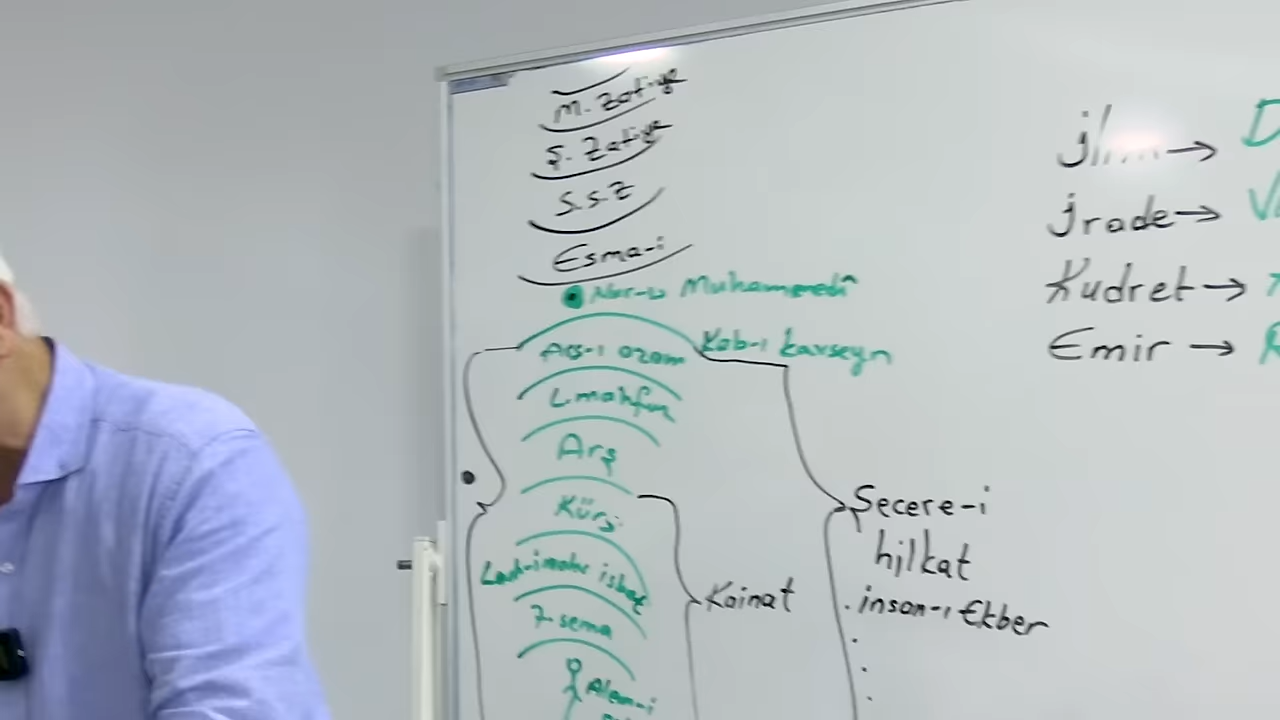 M. Zatiye
Ş. Zatiye
S.S.Z
Esma-i
Nur-u Muhammedî
Arş-ı azam
Kab-ı kavseyn
L.mahfuz
Arş
Kürsi
Levh-i mahv isbat
7 sema
Alem-i
Kainat
Şecere-i
hilkat
insan-ı Ekber
İlim →
İrade →
Kudret →
Emir →